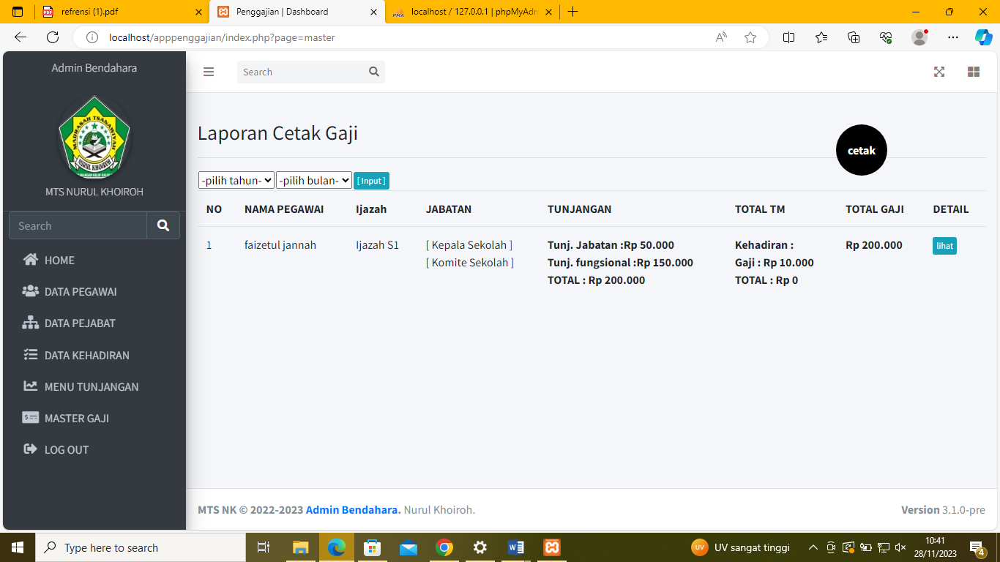 refrensi (1).pdf
Penggajian | Dashboard
localhost / 127.0.0.1 | phpMyAdm
localhost/apppenggajian/index.php?page=master
Admin Bendahara
MADRASAH TSANAWIYAH
NURUL KHOIROH
MTS NURUL KHOIROH
Search
HOME
DATA PEGAWAI
DATA PEJABAT
DATA KEHADIRAN
MENU TUNJANGAN
MASTER GAJI
LOG OUT
Search
Laporan Cetak Gaji
cetak
-pilih tahun- -pilih bulan- [ Input ]
NO NAMA PEGAWAI Ijazah JABATAN TUNJANGAN TOTAL TM TOTAL GAJI DETAIL
1 faizetul jannah Ijazah S1 [ Kepala Sekolah ] Tunj. Jabatan :Rp 50.000 Kehadiran : Rp 200.000 lihat
[ Komite Sekolah ] Tunj. fungsional :Rp 150.000 Gaji : Rp 10.000
TOTAL : Rp 200.000 TOTAL : Rp 0
MTS NK © 2022-2023 Admin Bendahara. Nurul Khoiroh. Version 3.1.0-pre
Type here to search
UV UV sangat tinggi
10:41
28/11/2023
4